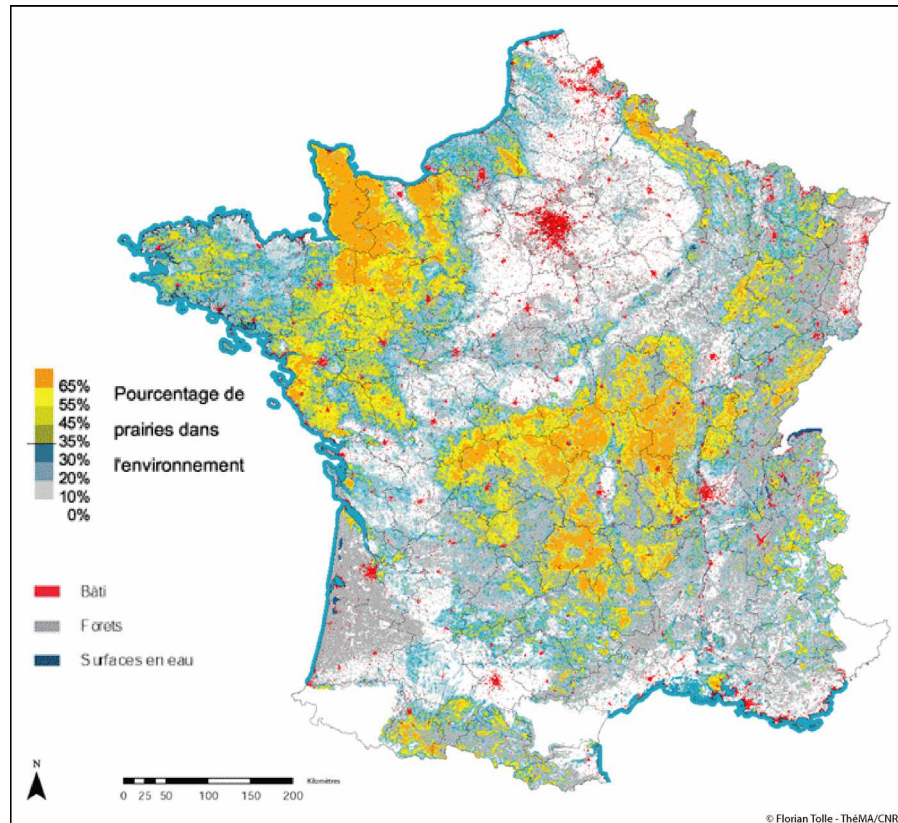 65%
55%
45%
35%
30%
20%
10%
0%
Pourcentage de
prairies dans
l'environnement
Bâti
Forets
Surfaces en eau
N
0 25 50 100 150 200 Kilomètres
© Florian Tolle - ThéMA/CNR